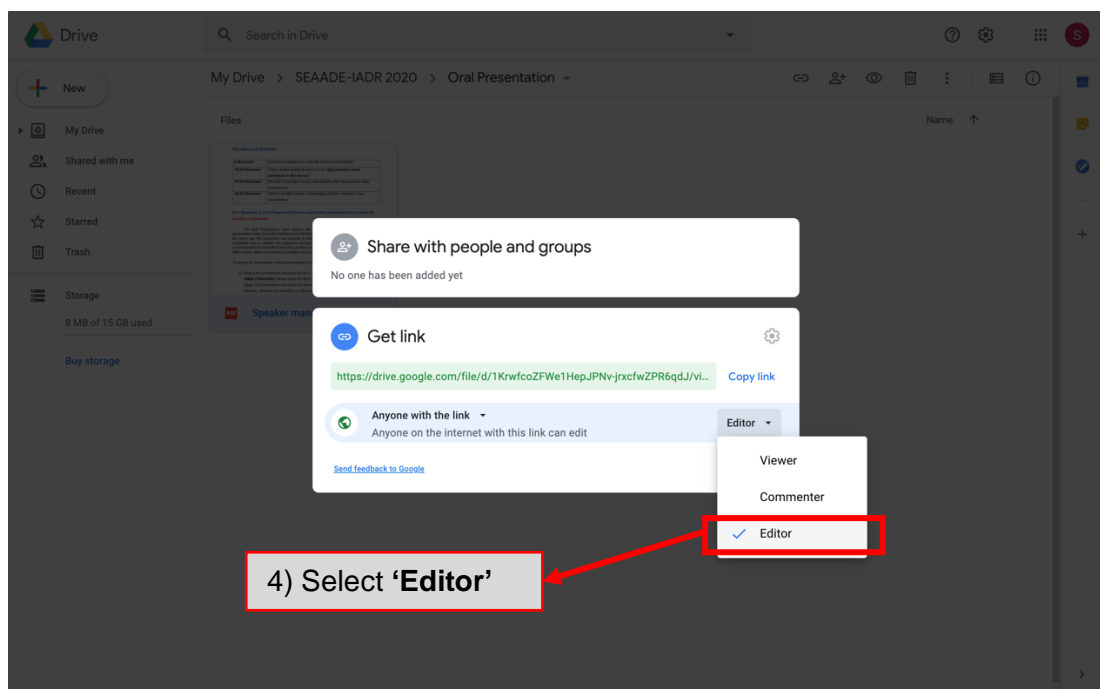 Drive
Search in Drive
S
New
My Drive > SEAADE-IADR 2020 > Oral Presentation
My Drive
Shared with me
Recent
Starred
Trash
Storage
8 MB of 15 GB used
Buy storage
Files
Name
PDF
Speaker man
Share with people and groups
No one has been added yet
Get link
https://drive.google.com/file/d/1KrwfcoZFWe1HepJPNv-jrxcfwZPR6qdJ/vi...
Copy link
Anyone with the link
Anyone on the internet with this link can edit
Editor
Send feedback to Google
Viewer
Commenter
Editor
4) Select ‘Editor’